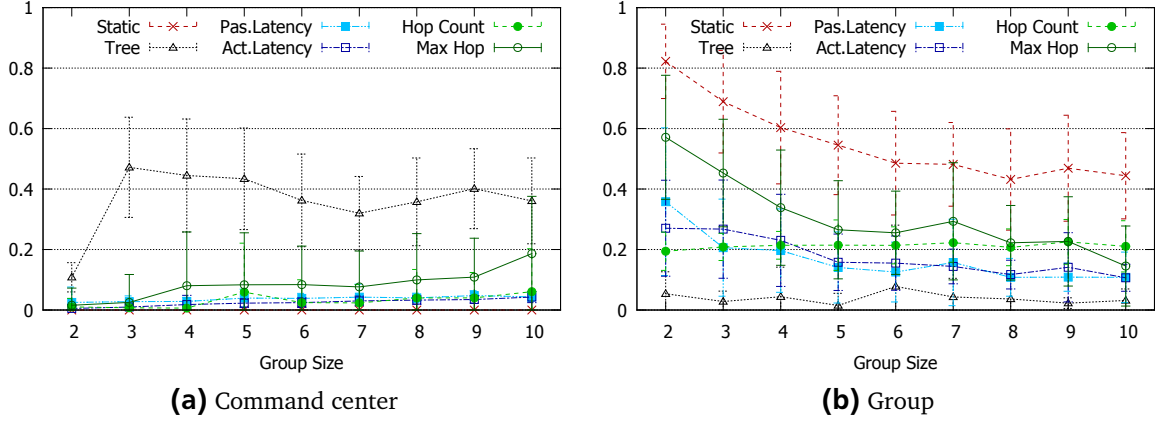 Static Pas.Latency Hop Count
Tree Act.Latency Max Hop
1
0.8
0.6
0.4
0.2
0
2 3 4 5 6 7 8 9 10
Group Size
(a) Command center
Static Pas.Latency Hop Count
Tree Act.Latency Max Hop
1
0.8
0.6
0.4
0.2
0
2 3 4 5 6 7 8 9 10
Group Size
(b) Group